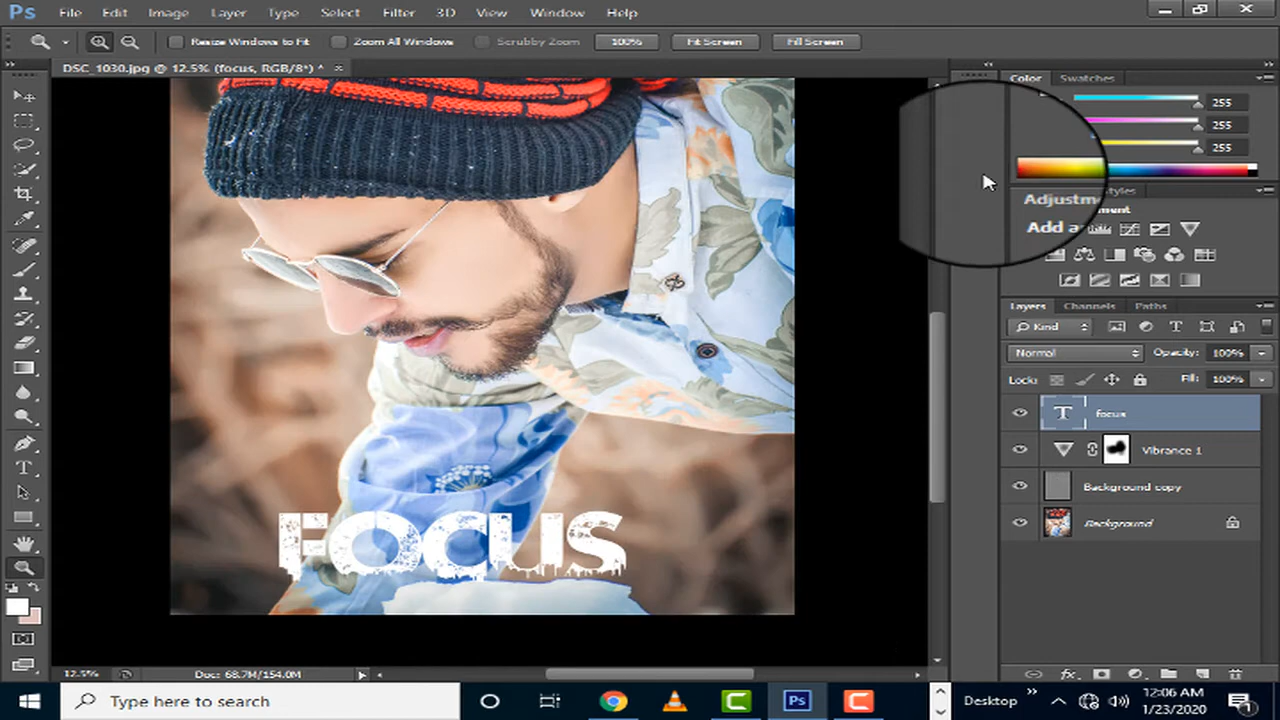 Ps File Edit Image Layer Type Select Filter 3D View Window Help
Resize Windows to Fit Zoom All Windows Scrubby Zoom 100% Fit Screen Fill Screen
DSC_1030.jpg @ 12.5% (focus, RGB/8*) * ×
Color Swatches
255
255
255
Adjustm
Add a
Layers Channels Paths
Kind
Normal Opacity: 100%
Lock: Fill: 100%
T focus
Vibrance 1
Background copy
Background
FOCUS
12.5% Doc: 68.7M/154.0M
Type here to search
Ps
Desktop
12:06 AM
1/23/2020
1